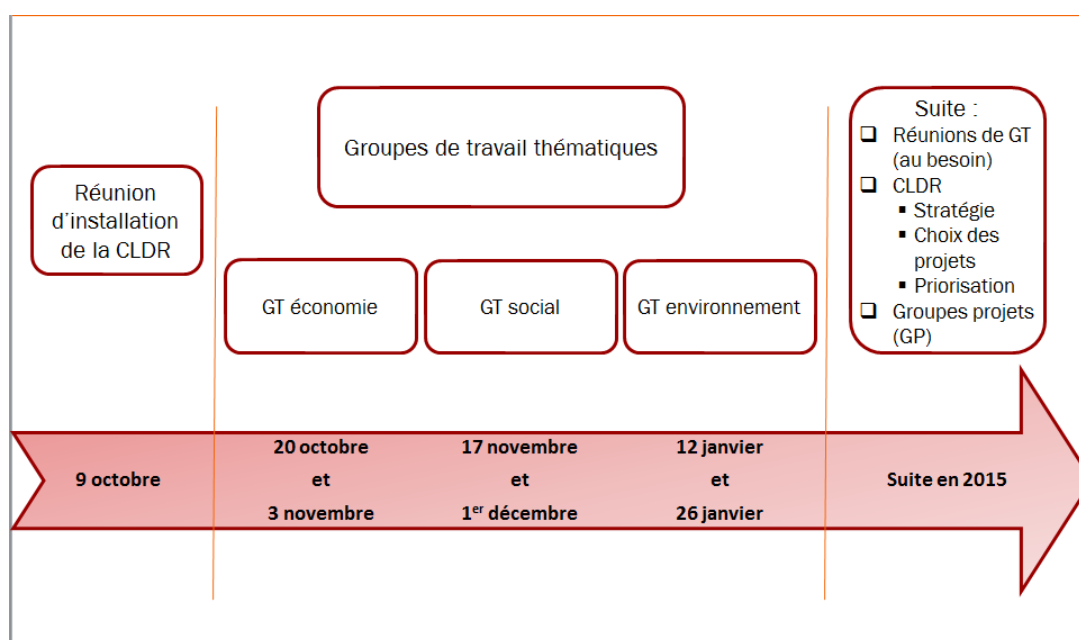 Réunion
d'installation
de la CLDR
Groupes de travail thématiques
GT économie
GT social
GT environnement
Suite :
❑ Réunions de GT
(au besoin)
❑ CLDR
▪ Stratégie
▪ Choix des
projets
▪ Priorisation
❑ Groupes projets
(GP)
9 octobre
20 octobre
et
3 novembre
17 novembre
et
1er décembre
12 janvier
et
26 janvier
Suite en 2015